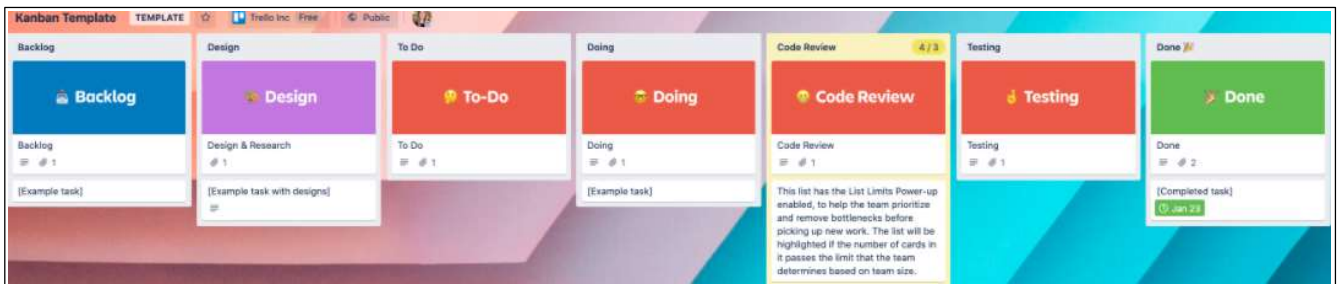 Kanban Template TEMPLATE Trello Inc Free Public
Backlog
Backlog
Backlog
1
[Example task]
Design
Design
Design & Research
1
[Example task with designs]
To Do
To-Do
To Do
1
Doing
Doing
Doing
1
[Example task]
Code Review 4/3
Code Review
Code Review
1
This list has the List Limits Power-up
enabled, to help the team prioritize
and remove bottlenecks before
picking up new work. The list will be
highlighted if the number of cards in
it passes the limit that the team
determines based on team size.
Testing
Testing
Testing
1
Done 🎉
🎉 Done
Done
2
[Completed task]
Jan 23